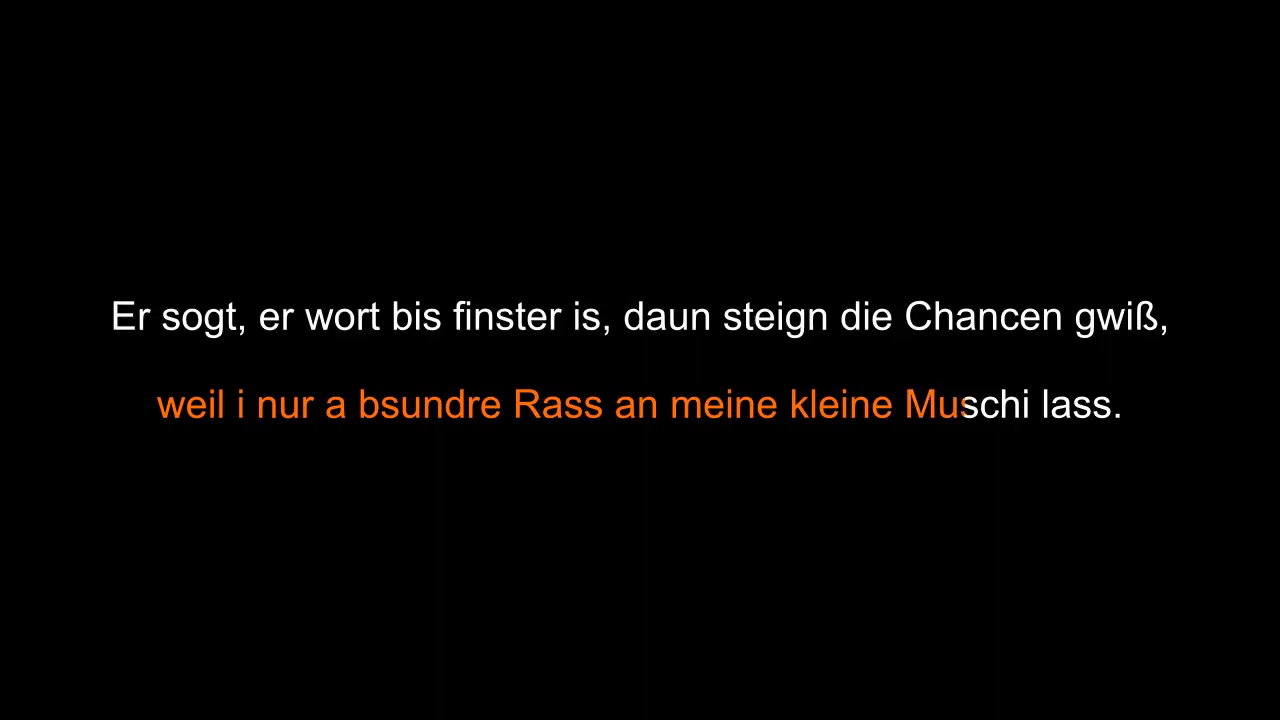 Er sogt, er wort bis finster is, daun steign die Chancen gwiß,
weil i nur a bsundre Rass an meine kleine Muschi lass.